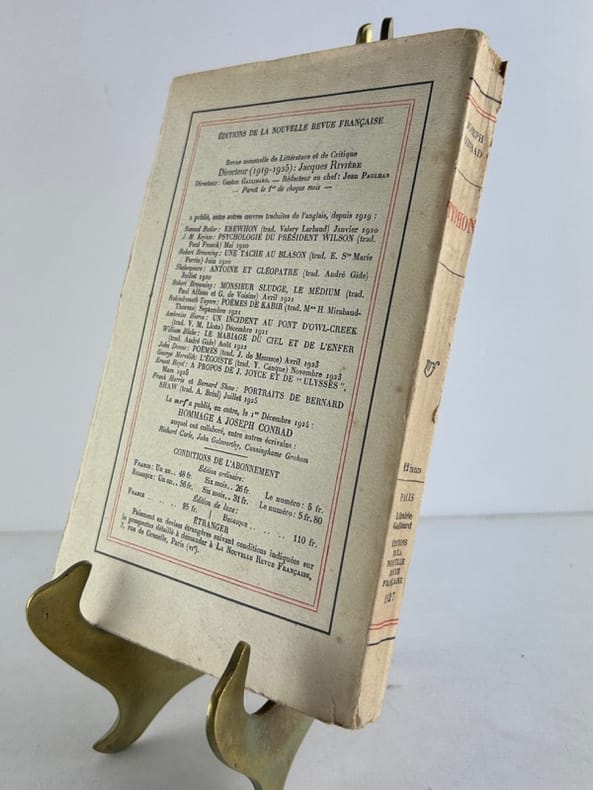 ÉDITIONS DE LA NOUVELLE REVUE FRANÇAISE
Revue mensuelle de Littérature et de Critique
Directeur (1919-1925): Jacques RIVIÈRE
Directeur: Gaston GALLIMARD. — Rédacteur en chef: Jean PAULHAN
— Paraît le 1er de chaque mois —
a publié, entre autres œuvres traduites de l'anglais, depuis 1919 :
Samuel Butler: EREWHON (trad. Valery Larbaud) Janvier 1920
J. M. Keynes: PSYCHOLOGIE DU PRÉSIDENT WILSON (trad.
Paul Franck) Mai 1920
Robert Browning: UNE TACHE AU BLASON (trad. E. Ste Marie
Perrin) Juin 1920
Shakespeare: ANTOINE ET CLÉOPATRE (trad. André Gide)
Juillet 1920
Robert Browning: MONSIEUR SLUDGE, LE MÉDIUM (trad.
Paul Alfassa et G. de Voisins) Avril 1921
Rabindranath Tagore: POÈMES DE KABIR (trad. Mme H. Mirabaud-
Thorens) Septembre 1921
Ambroise Bierce: UN INCIDENT AU PONT D'OWL-CREEK
(trad. Y. M. Llota) Décembre 1921
William Blake: LE MARIAGE DU CIEL ET DE L'ENFER
(trad. André Gide) Août 1922
John Donne: POÈMES (trad. J. de Menasce) Avril 1923
George Meredith: L'ÉGOÏSTE (trad. Y. Canque) Novembre 1923
Ernest Boyd: A PROPOS DE J. JOYCE ET DE "ULYSSES",
Mars 1925
Frank Harris et Bernard Shaw: PORTRAITS DE BERNARD
SHAW (trad. A. Bréal) Juillet 1925
La nrf a publié, en outre, le 1er Décembre 1924 :
HOMMAGE A JOSEPH CONRAD
auquel ont collaboré, entre autres écrivains :
Richard Curle, John Galsworthy, Cunninghame Graham
CONDITIONS DE L'ABONNEMENT
Édition ordinaire:
FRANCE: Un an.. 48 fr. Six mois.. 26 fr. Le numéro: 5 fr.
BELGIQUE: Un an.. 56 fr. Six mois.. 31 fr. Le numéro: 5 fr. 80
Édition de luxe:
FRANCE . . . . 95 fr. | BELGIQUE . . . . 110 fr.
ÉTRANGER
Paiement en devises étrangères suivant conditions indiquées sur
le prospectus détaillé à demander à LA NOUVELLE REVUE FRANÇAISE,
3, rue de Grenelle, Paris (VIe).
JOSEPH
CONRAD
TYPHON
nrf
12 francs
PARIS
Librairie
Gallimard
ÉDITIONS
DE LA
NOUVELLE
REVUE
FRANÇAISE
1927